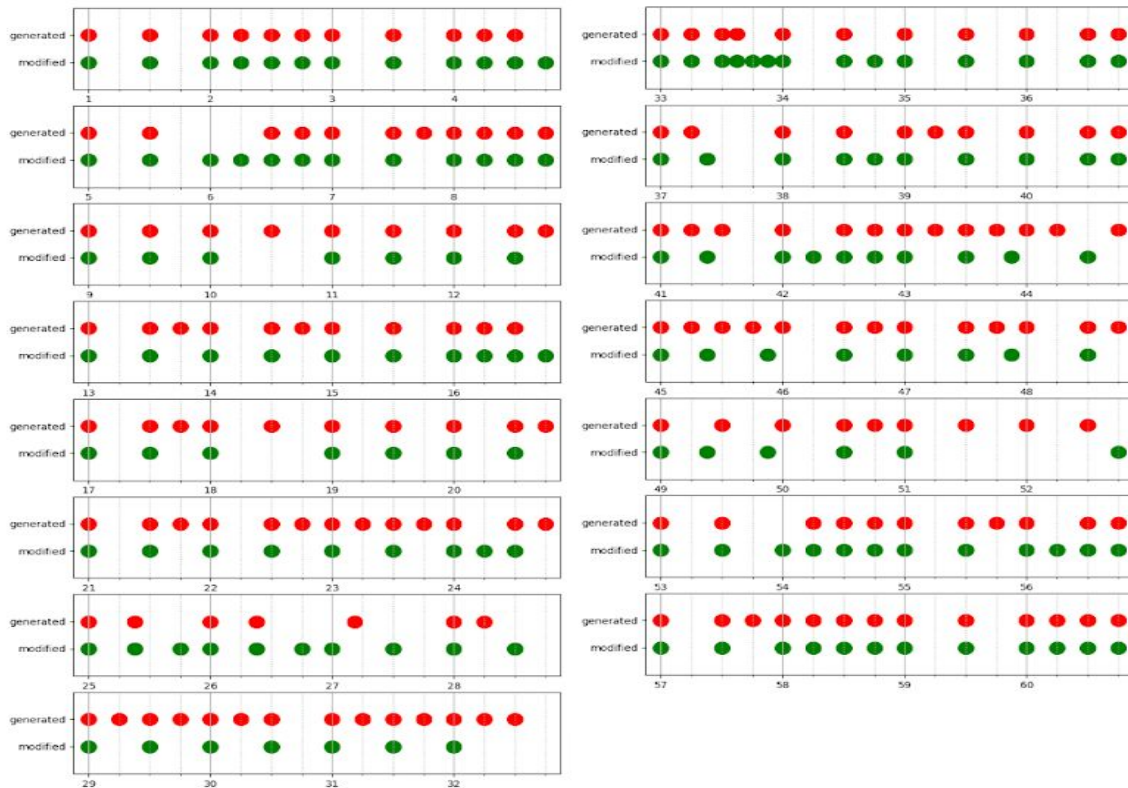 generated
modified
1 2 3 4
generated
modified
5 6 7 8
generated
modified
9 10 11 12
generated
modified
13 14 15 16
generated
modified
17 18 19 20
generated
modified
21 22 23 24
generated
modified
25 26 27 28
generated
modified
29 30 31 32
generated
modified
33 34 35 36
generated
modified
37 38 39 40
generated
modified
41 42 43 44
generated
modified
45 46 47 48
generated
modified
49 50 51 52
generated
modified
53 54 55 56
generated
modified
57 58 59 60